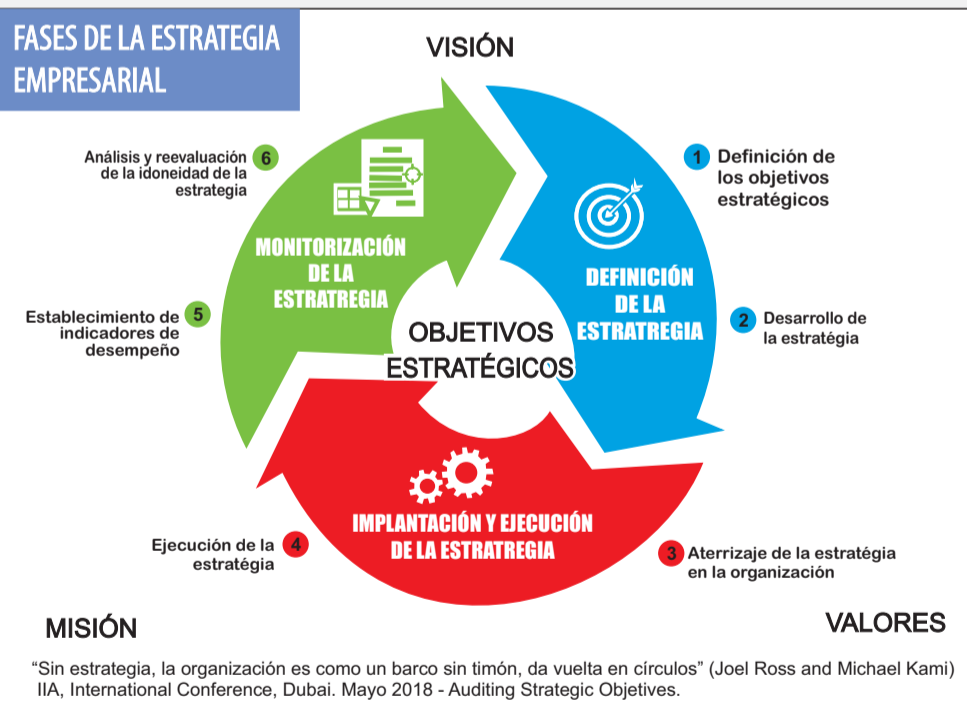 FASES DE LA ESTRATEGIA
EMPRESARIAL
VISIÓN
6 Análisis y reevaluación
de la idoneidad de la
estrategia
1 Definición de
los objetivos
estratégicos
MONITORIZACIÓN
DE LA
ESTRATREGIA
DEFINICIÓN
DE LA
ESTRATREGIA
5 Establecimiento de
indicadores de
desempeño
OBJETIVOS
ESTRATÉGICOS
2 Desarrollo de
la estratégia
IMPLANTACIÓN Y EJECUCIÓN
DE LA ESTRATREGIA
4 Ejecución de la
estratégia
3 Aterrizaje de la estratégia
en la organización
MISIÓN
VALORES
“Sin estrategia, la organización es como un barco sin timón, da vuelta en círculos” (Joel Ross and Michael Kami)
IIA, International Conference, Dubai. Mayo 2018 - Auditing Strategic Objetives.